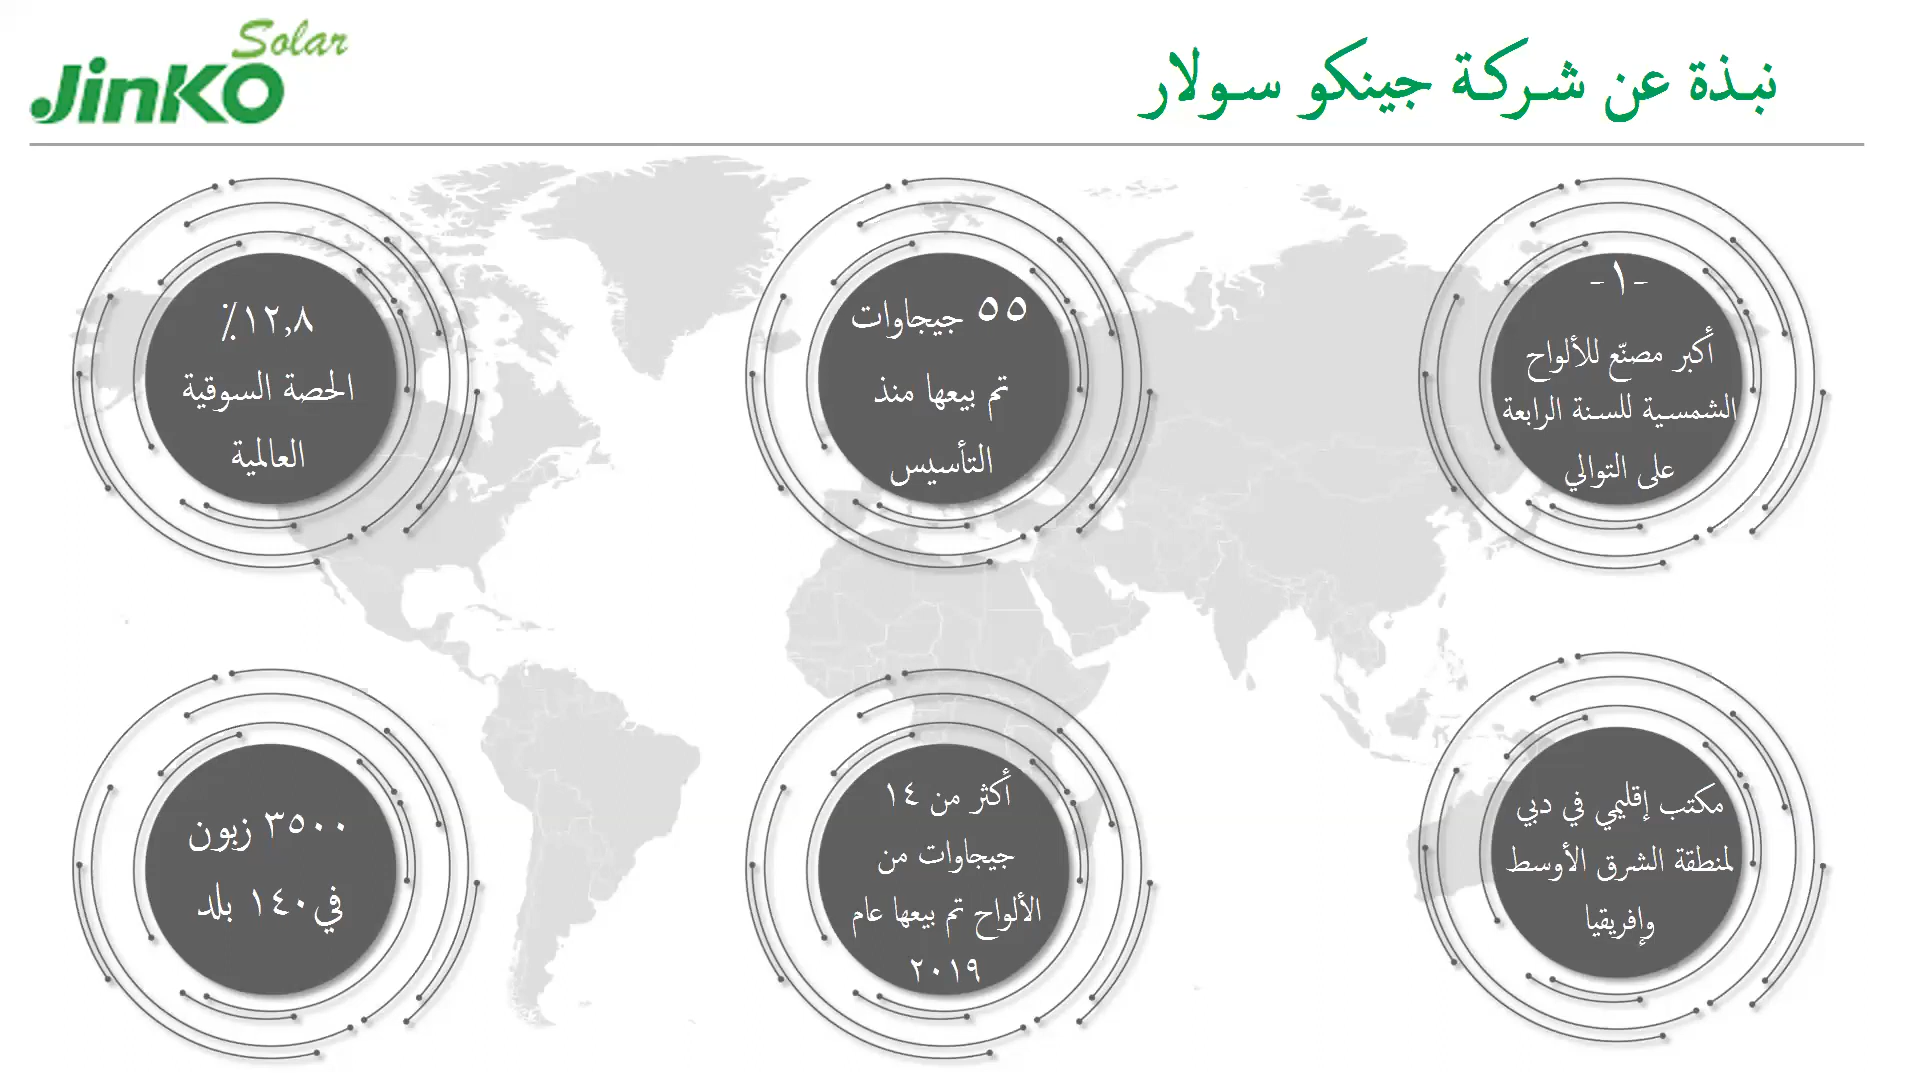 Solar
JinKO
نبذة عن شركة جينكو سولار
-١-
أكبر مصنّع للألواح
الشمسية للسنة الرابعة
على التوالي
٥٥ جيجاوات
تم بيعها منذ
التأسيس
١٢,٨٪
الحصة السوقية
العالمية
مكتب إقليمي في دبي
لمنطقة الشرق الأوسط
وإفريقيا
أكثر من ١٤
جيجاوات من
الألواح تم بيعها عام
٢٠١٩
٣٥٠٠ زبون
في١٤٠ بلد